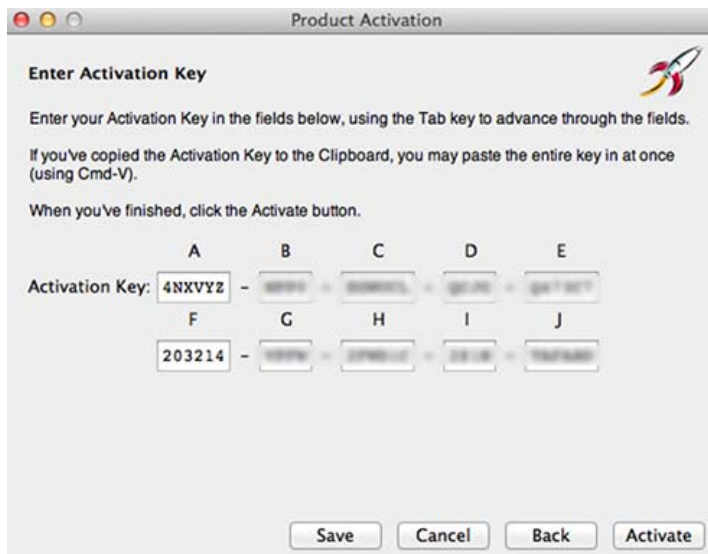 Product Activation
Enter Activation Key
Enter your Activation Key in the fields below, using the Tab key to advance through the fields.
If you've copied the Activation Key to the Clipboard, you may paste the entire key in at once
(using Cmd-V).
When you've finished, click the Activate button.
A B C D E
Activation Key: 4NXVYZ -
F G H I J
203214 -
Save Cancel Back Activate